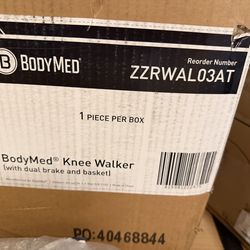 B BODYMED®
Reorder Number
ZZRWAL03AT
1 PIECE PER BOX
BodyMed® Knee Walker
(with dual brake and basket)
PO:40468844